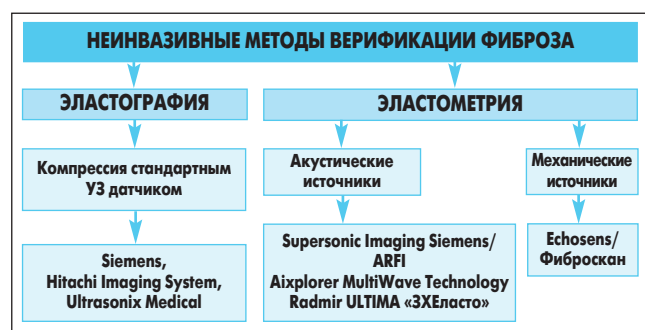 НЕИНВАЗИВНЫЕ МЕТОДЫ ВЕРИФИКАЦИИ ФИБРОЗА
ЭЛАСТОГРАФИЯ
ЭЛАСТОМЕТРИЯ
Компрессия стандартным
УЗ датчиком
Акустические
источники
Механические
источники
Siemens,
Hitachi Imaging System,
Ultrasonix Medical
Supersonic Imaging Siemens/
ARFI
Aixplorer MultiWave Technology
Radmir ULTIMA «ЗХЕласто»
Echosens/
Фиброскан